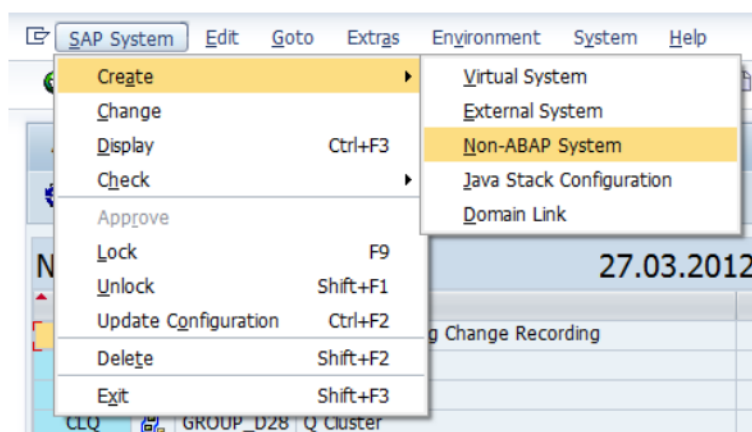 SAP System Edit Goto Extras Environment System Help
Create
Change
Display Ctrl+F3
Check
Approve
Lock F9
Unlock Shift+F1
Update Configuration Ctrl+F2
Delete Shift+F2
Exit Shift+F3
Virtual System
External System
Non-ABAP System
Java Stack Configuration
Domain Link
N 27.03.2012
g Change Recording
CLQ GROUP_D28 Q Cluster